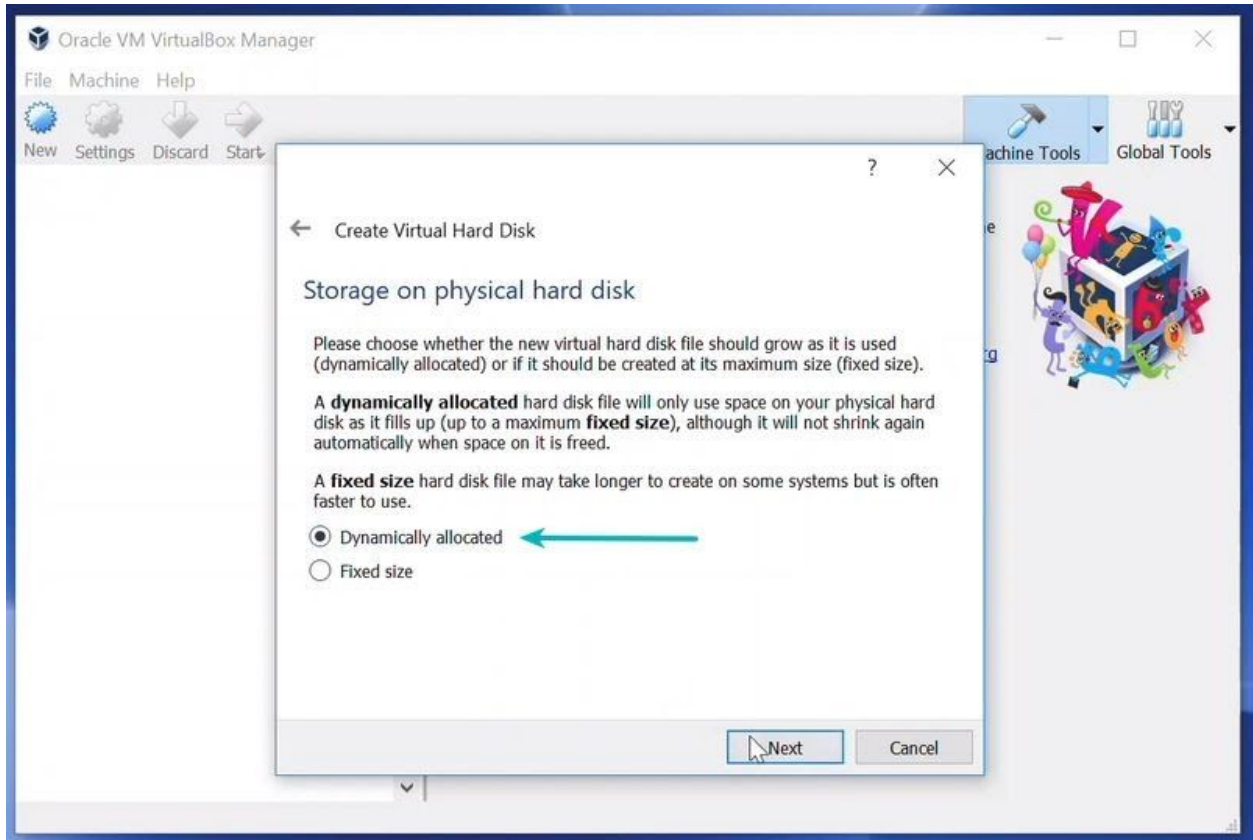 Oracle VM VirtualBox Manager
File Machine Help
New Settings Discard Start
achine Tools
Global Tools
?
Create Virtual Hard Disk
e
Storage on physical hard disk
Please choose whether the new virtual hard disk file should grow as it is used
(dynamically allocated) or if it should be created at its maximum size (fixed size).
rg
A dynamically allocated hard disk file will only use space on your physical hard
disk as it fills up (up to a maximum fixed size), although it will not shrink again
automatically when space on it is freed.
A fixed size hard disk file may take longer to create on some systems but is often
faster to use.
Dynamically allocated
Fixed size
Next Cancel